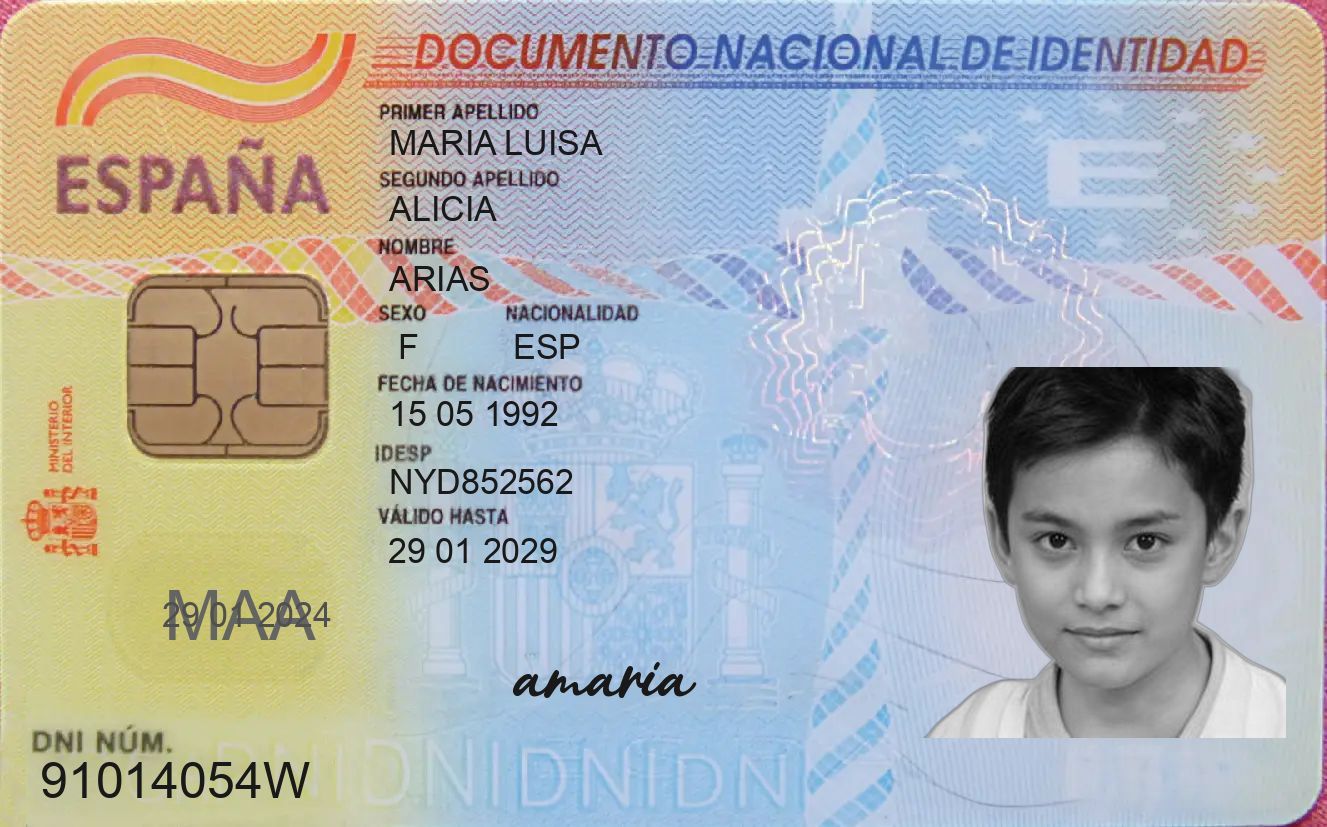 DOCUMENTO NACIONAL DE IDENTIDAD
ESPAÑA
PRIMER APELLIDO
MARIA LUISA
SEGUNDO APELLIDO
ALICIA
NOMBRE
ARIAS
SEXO NACIONALIDAD
F ESP
FECHA DE NACIMIENTO
15 05 1992
IDESP
NYD852562
VÁLIDO HASTA
29 01 2029
MINISTERIO
DEL INTERIOR
E
MAA
29 01 2024
amaria
DNI NÚM.
91014054W
DNIDNIDNIDNI